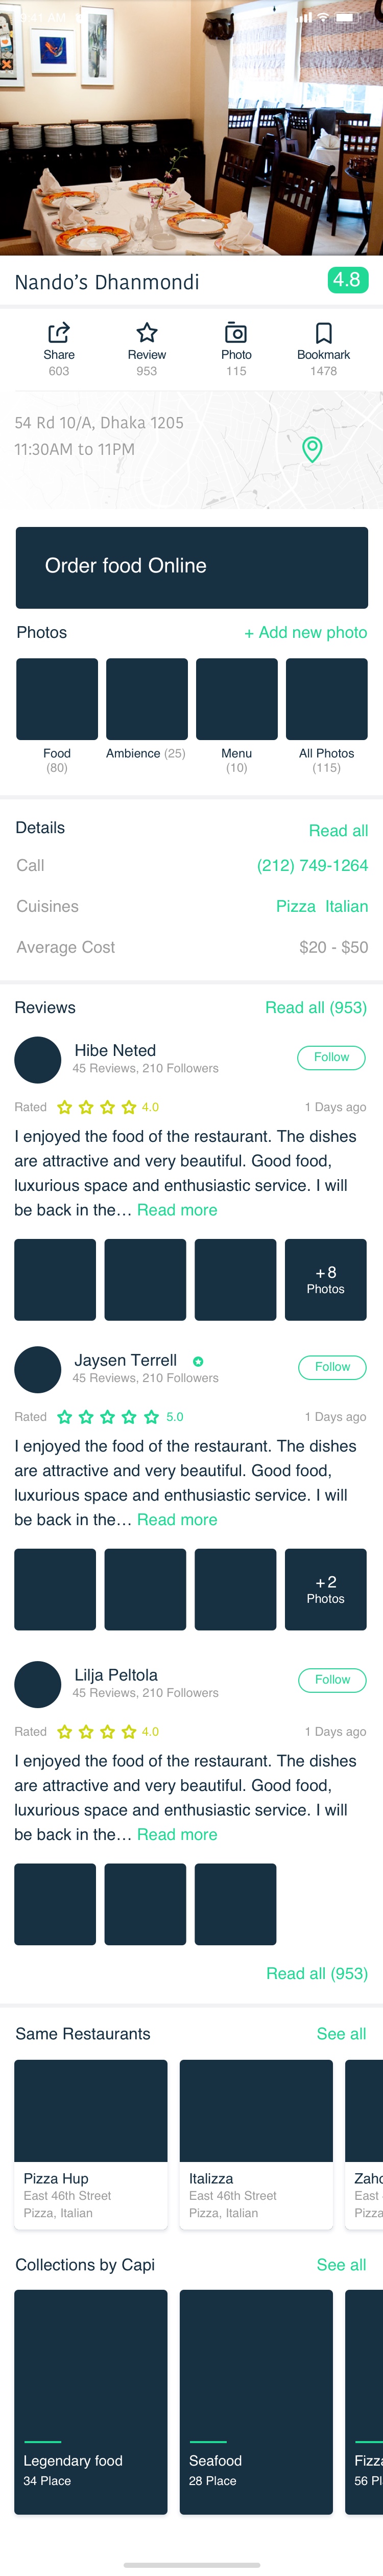 9:41 AM
Nando's Dhanmondi
4.8
Share
Review
Photo
Bookmark
603
953
115
1478
54 Rd 10/A, Dhaka 1205
11:30AM to 11PM
Order food Online
Photos
+ Add new photo
Food
Ambience (25)
Menu
All Photos
(80)
(10)
(115)
Details
Read all
Call
(212) 749-1264
Cuisines
Pizza Italian
Average Cost
$20 - $50
Reviews
Read all (953)
Hibe Neted
45 Reviews, 210 Followers
Follow
Rated
4.0
1 Days ago
I enjoyed the food of the restaurant. The dishes
are attractive and very beautiful. Good food,
luxurious space and enthusiastic service. I will
be back in the... Read more
+8
Photos
Jaysen Terrell
45 Reviews, 210 Followers
Follow
Rated
5.0
1 Days ago
I enjoyed the food of the restaurant. The dishes
are attractive and very beautiful. Good food,
luxurious space and enthusiastic service. I will
be back in the... Read more
+2
Photos
Lilja Peltola
45 Reviews, 210 Followers
Follow
Rated
4.0
1 Days ago
I enjoyed the food of the restaurant. The dishes
are attractive and very beautiful. Good food,
luxurious space and enthusiastic service. I will
be back in the... Read more
Read all (953)
Same Restaurants
See all
Pizza Hup
East 46th Street
Pizza, Italian
Italizza
East 46th Street
Pizza, Italian
Zaho
East
Pizza
Collections by Capi
See all
Legendary food
34 Place
Seafood
28 Place
Fizza
56 Pl